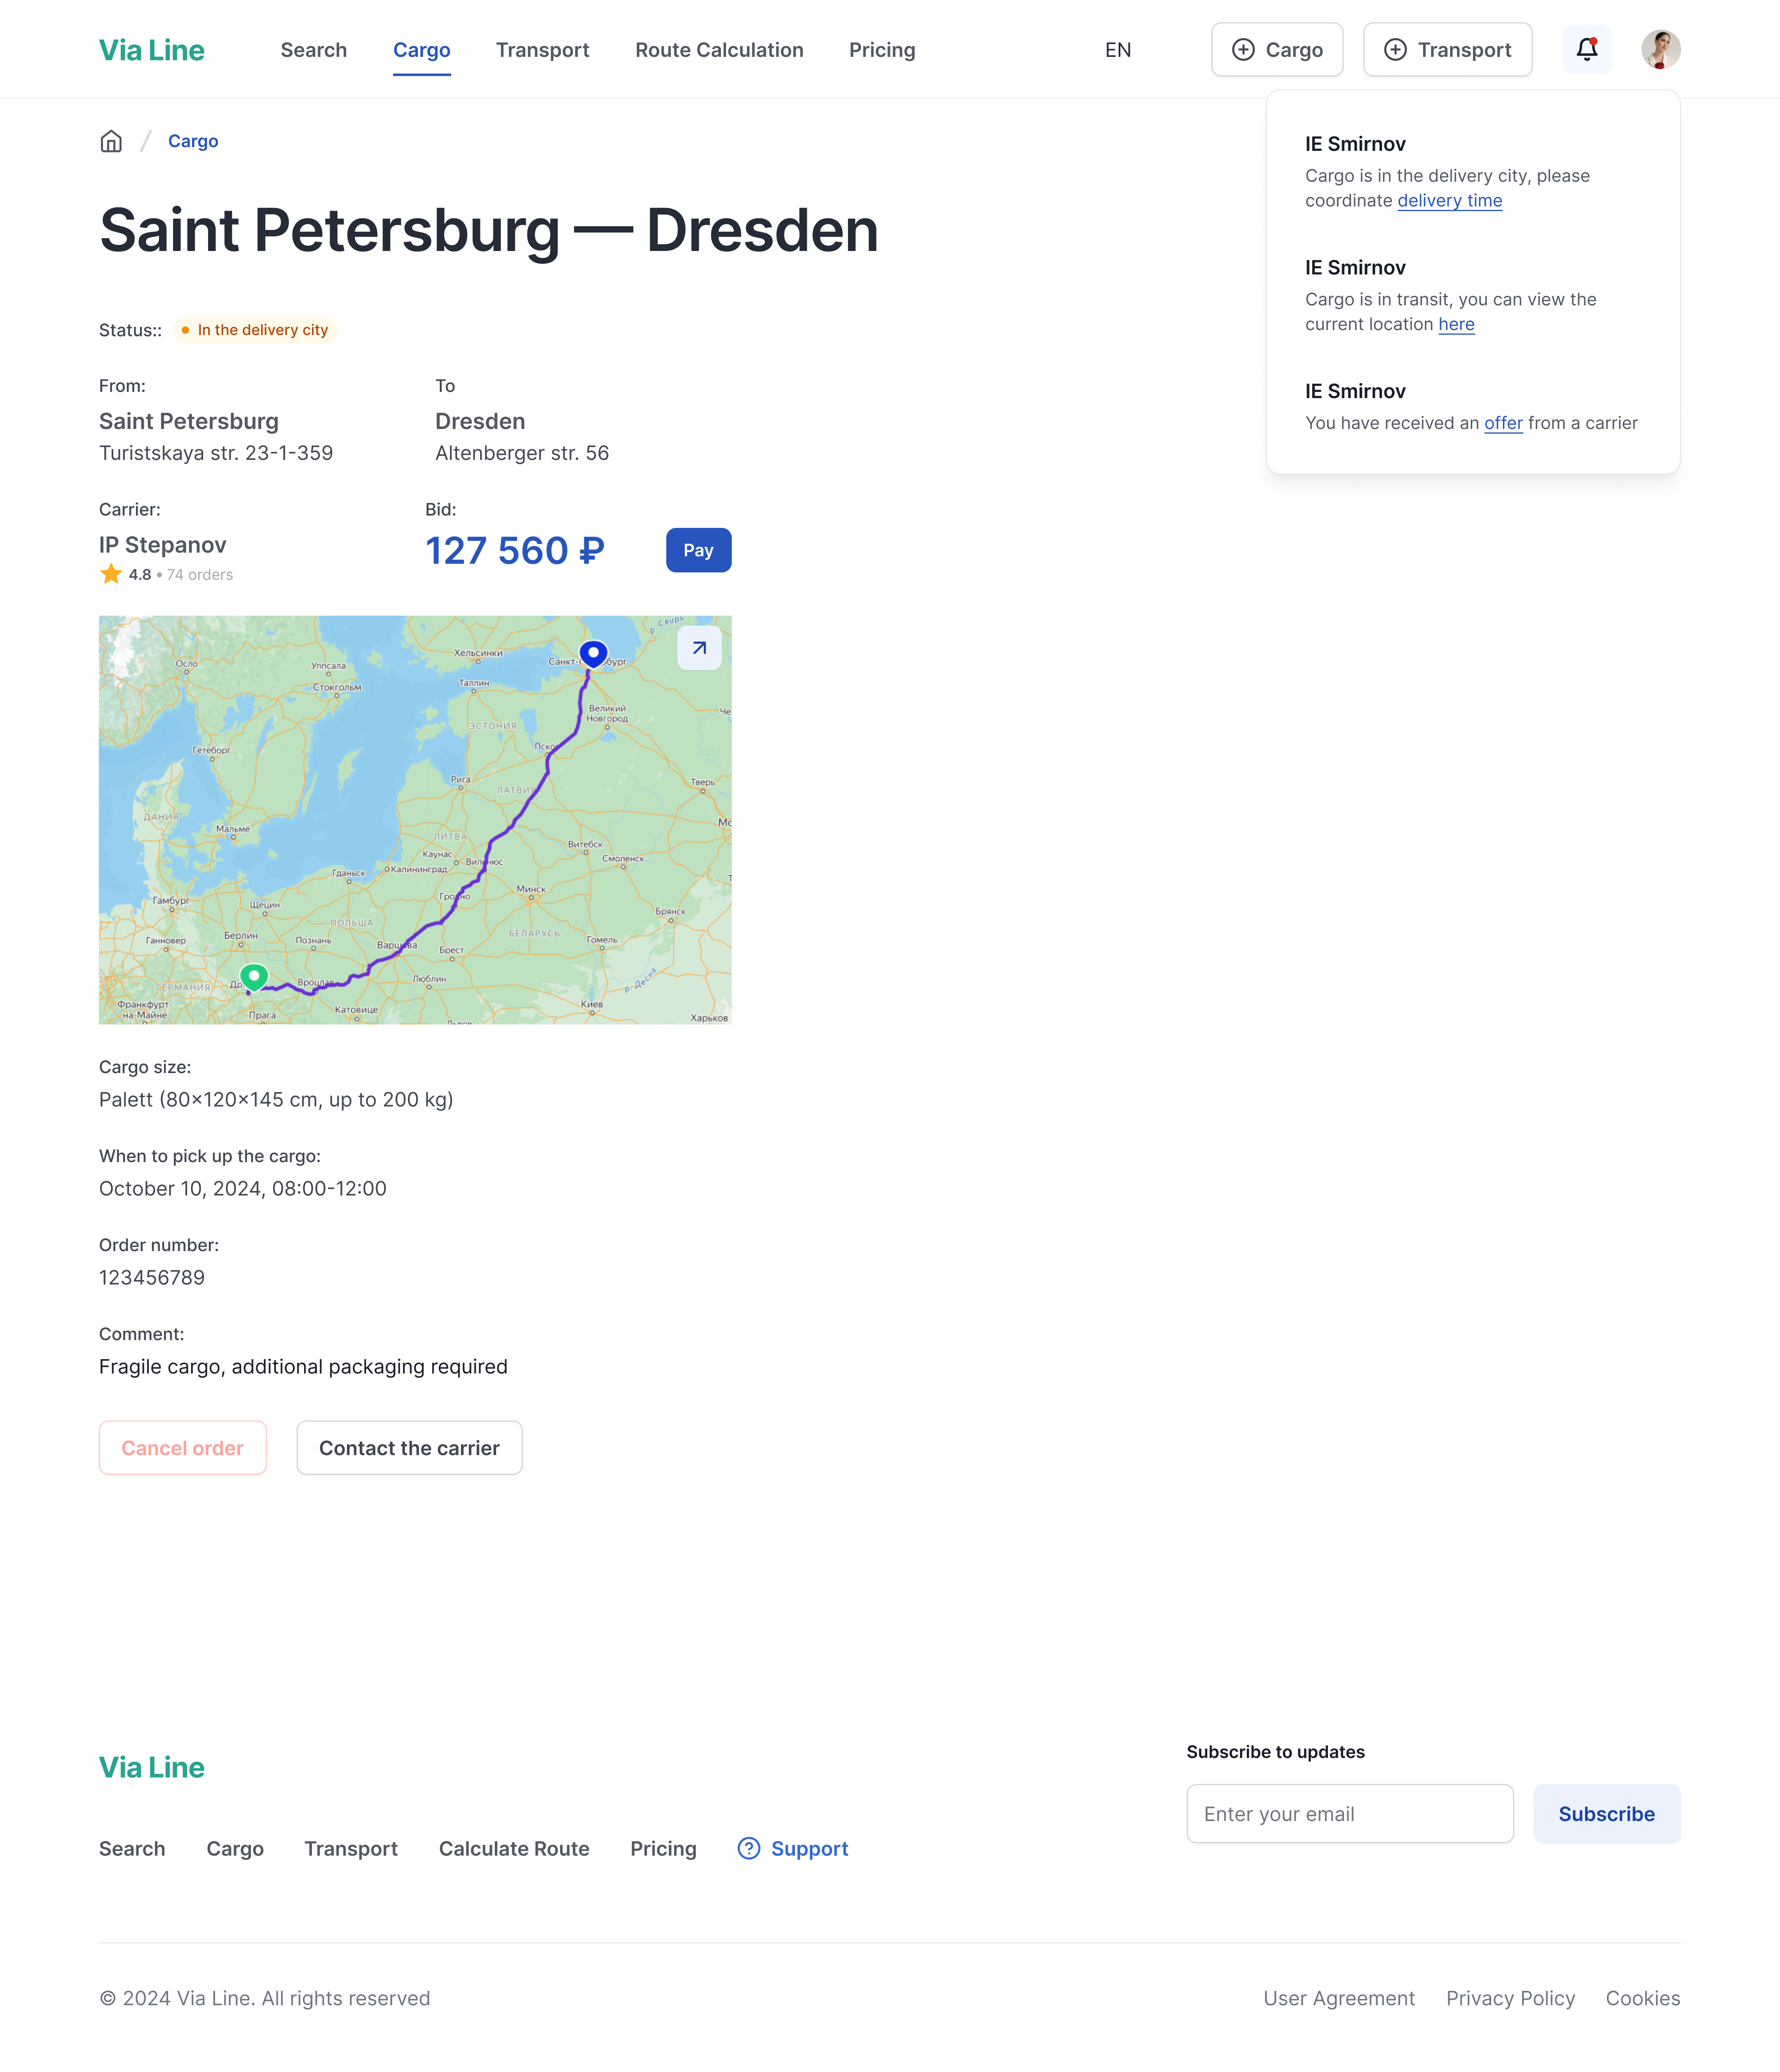 Via Line
Search
Cargo
Transport
Route Calculation
Pricing
EN
Cargo
Transport
Cargo
Saint Petersburg — Dresden
IE Smirnov
Cargo is in the delivery city, please
coordinate delivery time
IE Smirnov
Cargo is in transit, you can view the
current location here
IE Smirnov
You have received an offer from a carrier
Status::
In the delivery city
From:
Saint Petersburg
Turistskaya str. 23-1-359
To
Dresden
Altenberger str. 56
Carrier:
IP Stepanov
4.8 • 74 orders
Bid:
127 560 ₽
Pay
р. Свирь
Хельсинки
Осло
Уппсала
Стокгольм
Таллин
Великий
Новгород
ЭСТОНИЯ
Гётеборг
Рига
ЛАТВИЯ
Тверь
ДАНИЯ
Мальмё
ЛИТВА
Каунас
Вильнюс
Витебск
Смоленск
Гданьск
Калининград
Минск
Гродно
Гамбург
Щецин
ПОЛЬША
Брянск
БЕЛАРУСЬ
Ганновер
Берлин
Познань
Варшава
Брест
Гомель
ГЕРМАНИЯ
Вроцлав
Люблин
р. Десна
Франкфурт-
на-Майне
Прага
Катовице
Киев
Харьков
Cargo size:
Palett (80×120×145 cm, up to 200 kg)
When to pick up the cargo:
October 10, 2024, 08:00-12:00
Order number:
123456789
Comment:
Fragile cargo, additional packaging required
Cancel order
Contact the carrier
Via Line
Subscribe to updates
Enter your email
Subscribe
Search
Cargo
Transport
Calculate Route
Pricing
Support
© 2024 Via Line. All rights reserved
User Agreement
Privacy Policy
Cookies